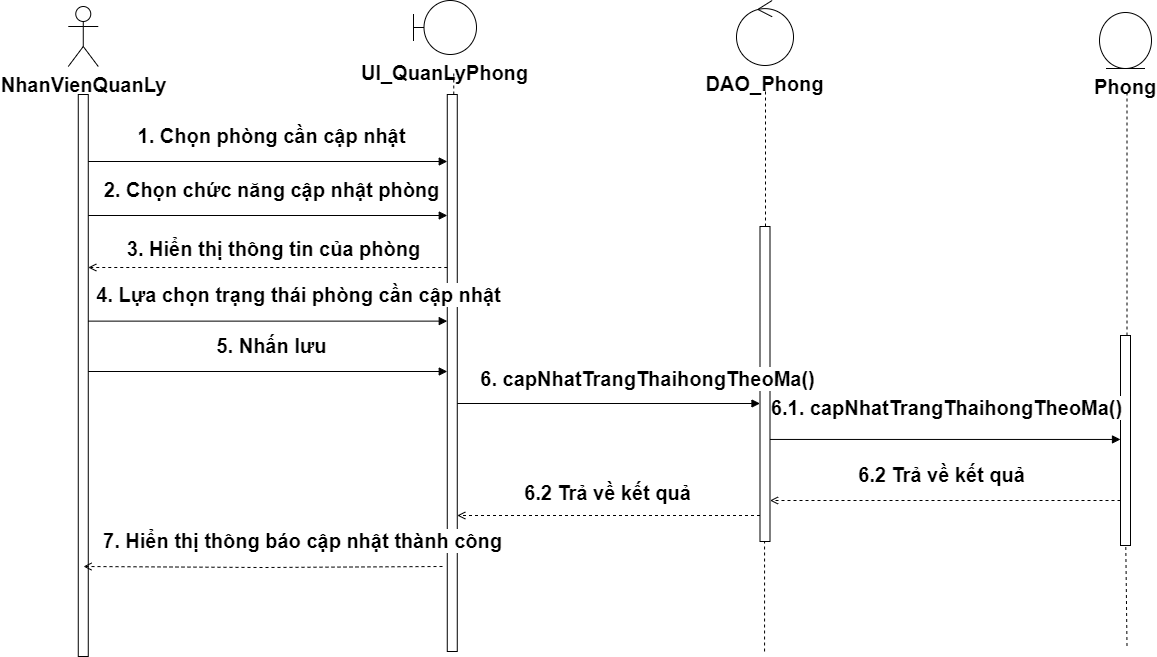 NhanVienQuanLy
UI_QuanLyPhong
DAO_Phong
Phong
1. Chọn phòng cần cập nhật
2. Chọn chức năng cập nhật phòng
3. Hiển thị thông tin của phòng
4. Lựa chọn trạng thái phòng cần cập nhật
5. Nhấn lưu
6. capNhatTrangThaihongTheoMa()
6.1. capNhatTrangThaihongTheoMa()
6.2 Trả về kết quả
6.2 Trả về kết quả
7. Hiển thị thông báo cập nhật thành công